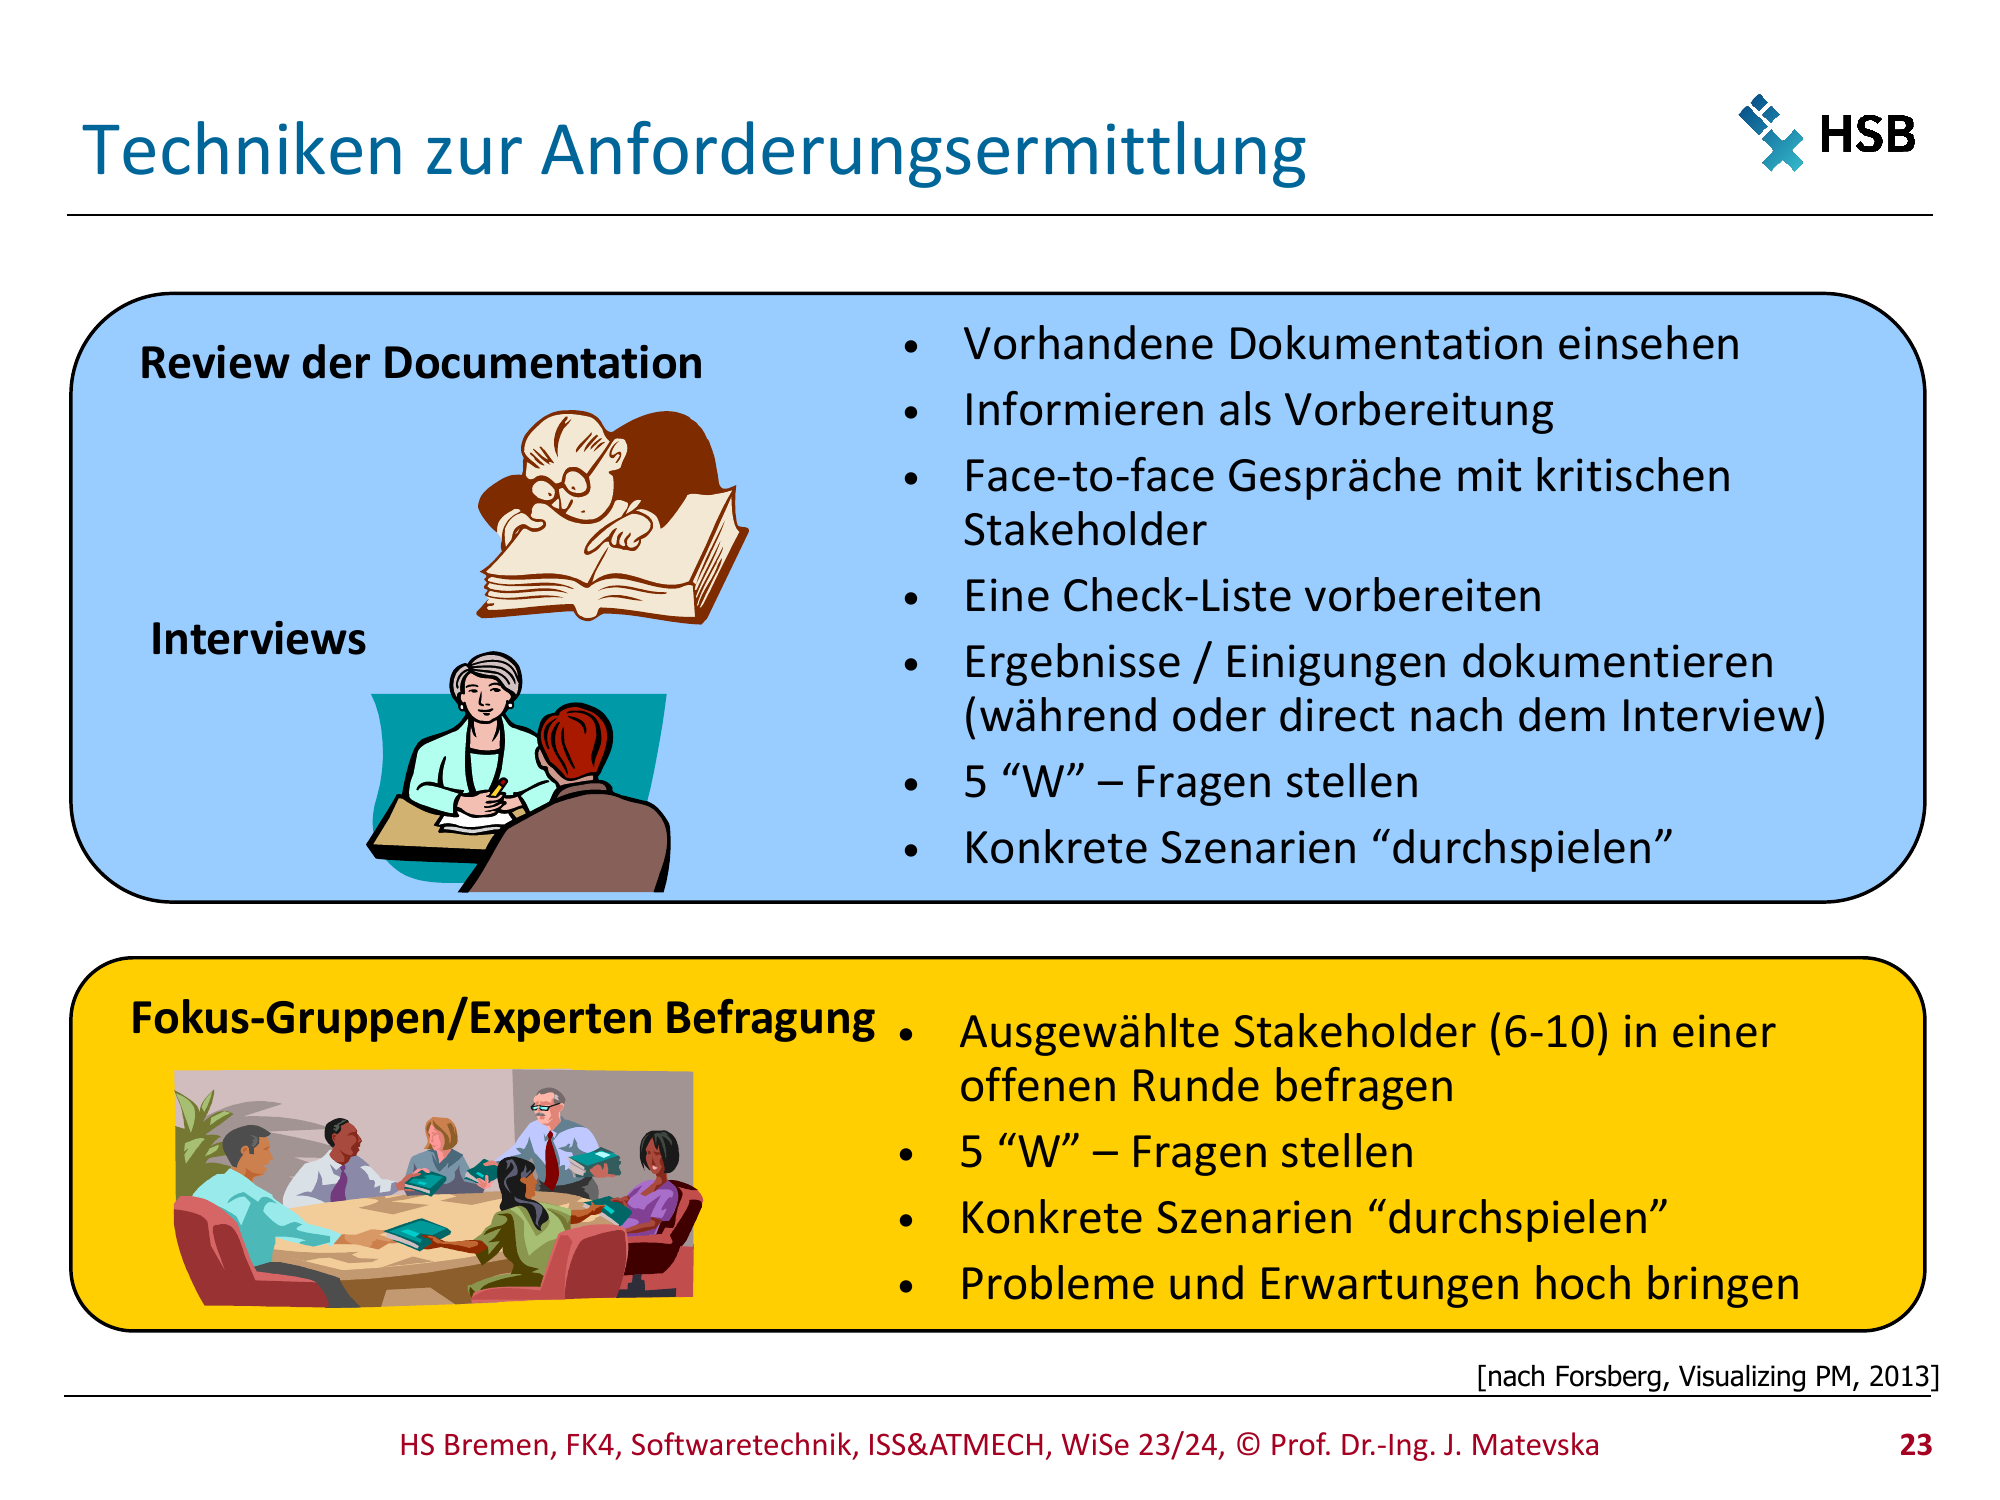 Techniken zur Anforderungsermittlung
HSB
Review der Documentation
Interviews
• Vorhandene Dokumentation einsehen
• Informieren als Vorbereitung
• Face-to-face Gespräche mit kritischen
Stakeholder
• Eine Check-Liste vorbereiten
• Ergebnisse / Einigungen dokumentieren
(während oder direct nach dem Interview)
• 5 “W” – Fragen stellen
• Konkrete Szenarien “durchspielen”
Fokus-Gruppen/Experten Befragung
• Ausgewählte Stakeholder (6-10) in einer
offenen Runde befragen
• 5 “W” – Fragen stellen
• Konkrete Szenarien “durchspielen”
• Probleme und Erwartungen hoch bringen
[nach Forsberg, Visualizing PM, 2013]
HS Bremen, FK4, Softwaretechnik, ISS&ATMECH, WiSe 23/24, © Prof. Dr.-Ing. J. Matevska
23